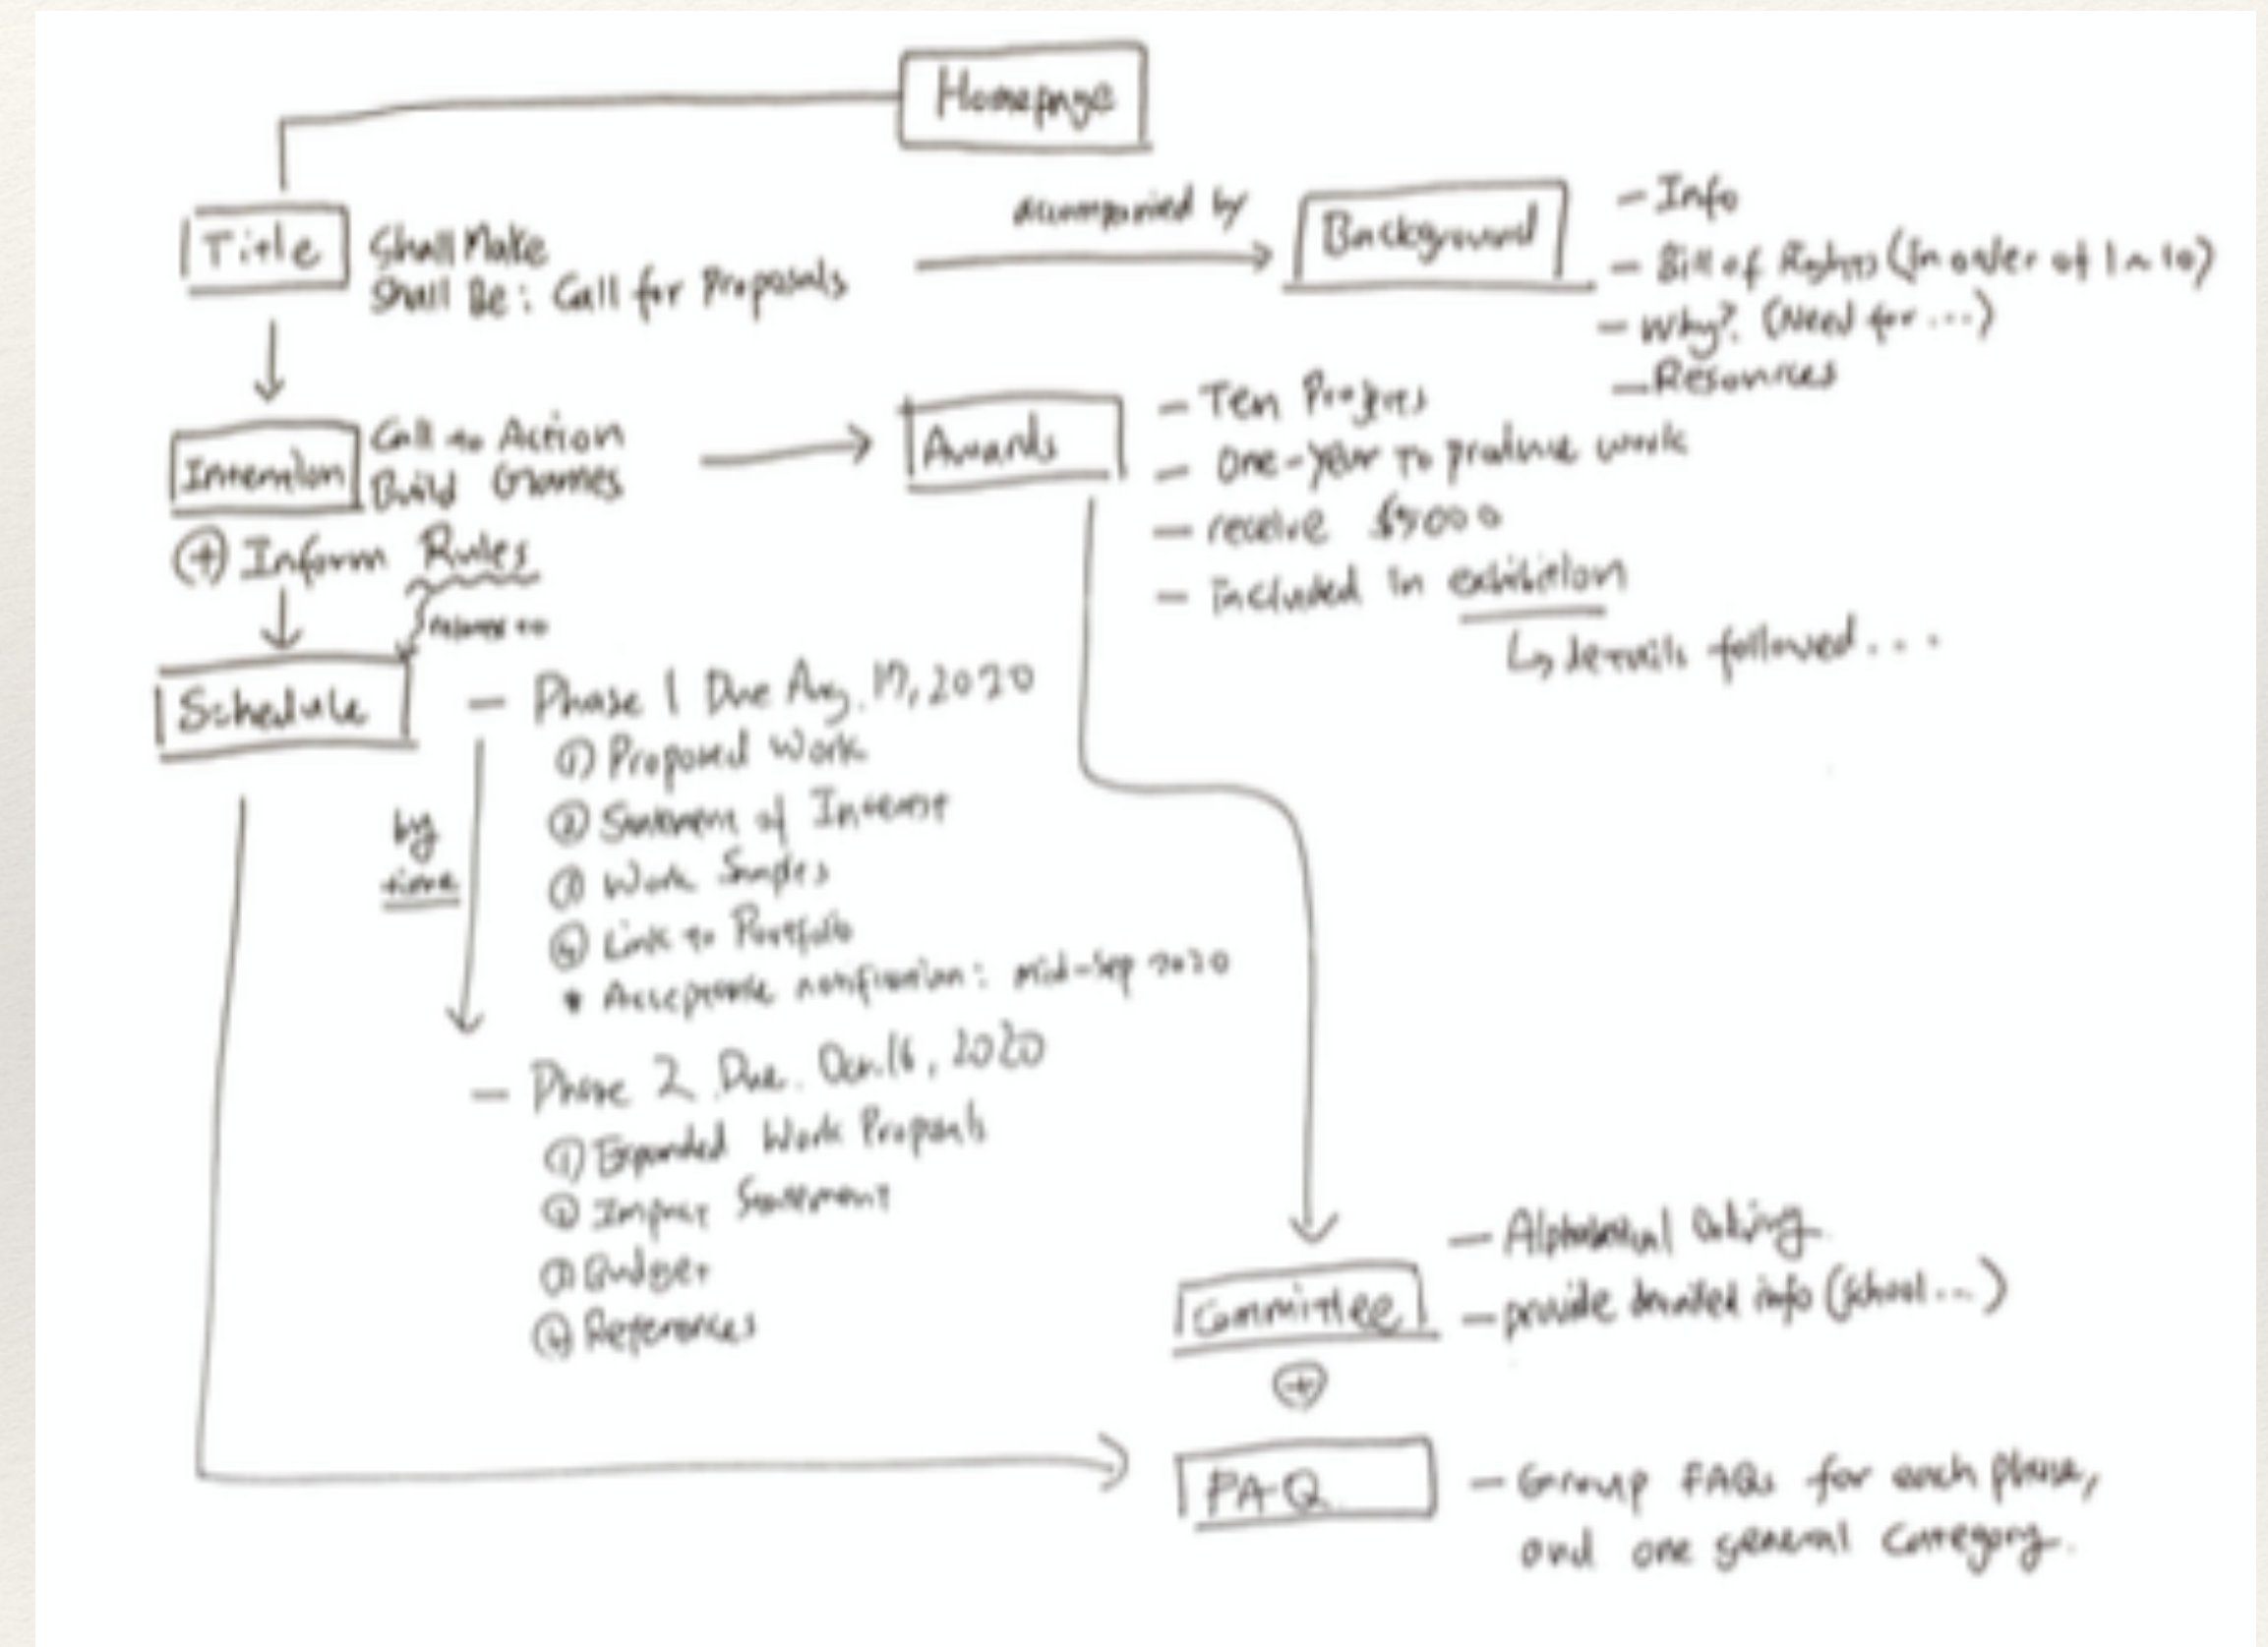 Homepage
Title
Shall Make
Shall Be: Call for Proposals
accompanied by
Background
- Info
- Bill of Rights (In order of 1~10)
- Why? (Need for ...)
- Resources
Intention
Call to Action
Build Games
+ Inform Rules
Awards
- Ten Projects
- One-Year To produce work
- receive $5000
- included in exhibition
↳ details followed...
Schedule
- Phase 1 Due Aug. 17, 2020
① Proposed Work
② Statement of Interest
③ Work Samples
④ Link to Portfolio
* Acceptance notification: mid-Sep 2020
by
time
- Phase 2 Due. Oct. 16, 2020
① Expanded Work Proposals
② Impact Statement
③ Budget
④ References
Committee
- Alphabetical
- provide detailed info (school...)
+
FAQ
- Group FAQs for each phase,
and one general category.